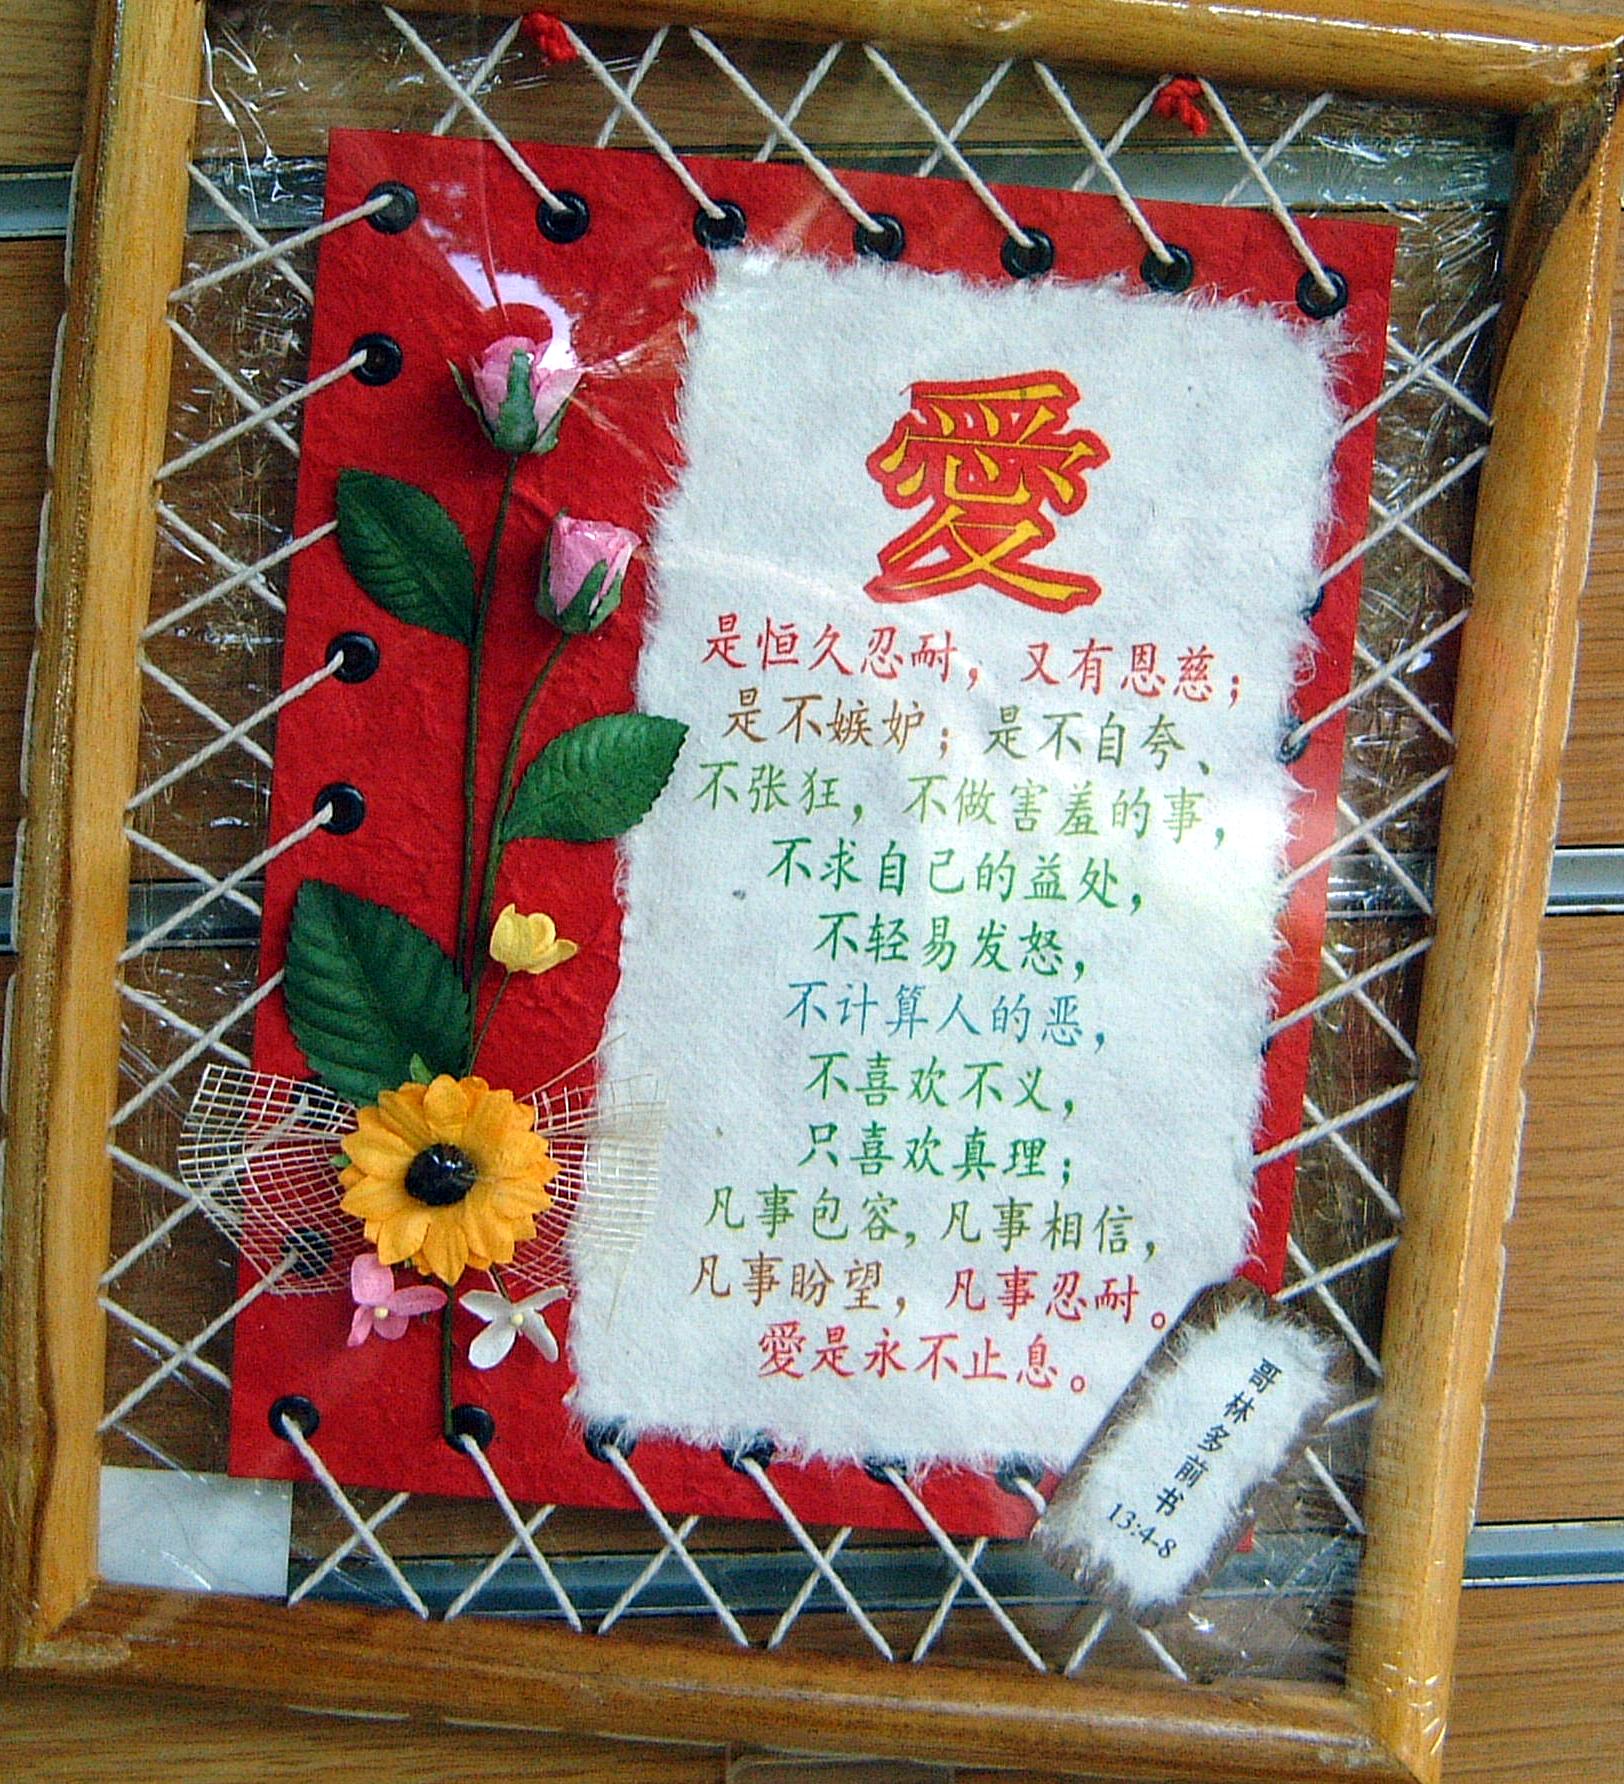 愛
是恒久忍耐，又有恩慈；
是不嫉妒；是不自夸、
不张狂，不做害羞的事，
不求自己的益处，
不轻易发怒，
不计算人的恶，
不喜欢不义，
只喜欢真理；
凡事包容，凡事相信，
凡事盼望，凡事忍耐。
愛是永不止息。
哥林多前书 13:4-8